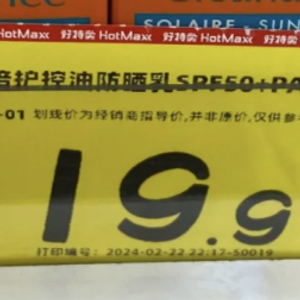 SOLAIRE SUN
好特卖 HotMaxx 好特卖 HotMaxx 好特卖 HotMaxx
倍护控油防晒乳SPF50+PA
-01 划线价为经销商指导价,并非原价,仅供参
19.9
打印编号: 2024-02-22 22:17-50019